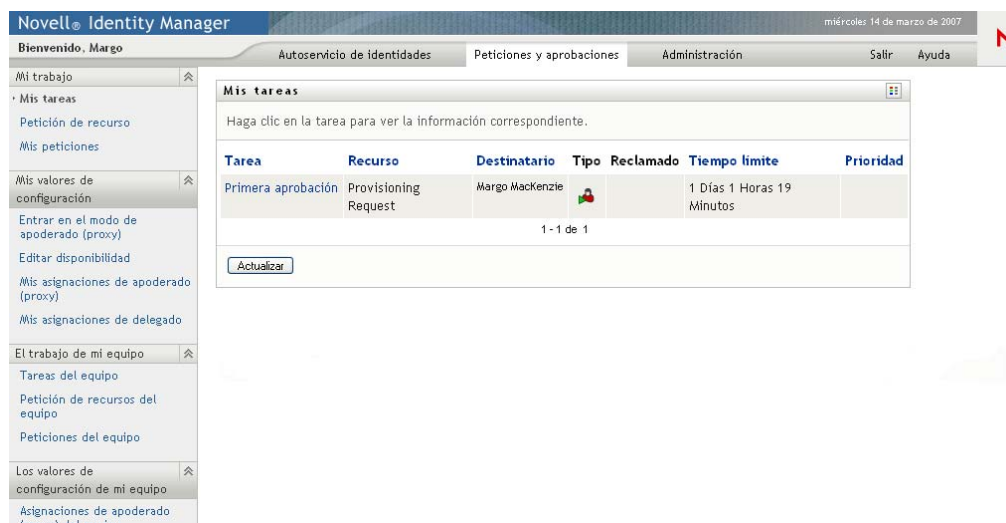 Novell® Identity Manager
miércoles 14 de marzo de 2007
Bienvenido, Margo
Autoservicio de identidades
Peticiones y aprobaciones
Administración
Salir
Ayuda
N
Mi trabajo
Mis tareas
Petición de recurso
Mis peticiones
Mis valores de
configuración
Entrar en el modo de
apoderado (proxy)
Editar disponibilidad
Mis asignaciones de apoderado
(proxy)
Mis asignaciones de delegado
El trabajo de mi equipo
Tareas del equipo
Petición de recursos del
equipo
Peticiones del equipo
Los valores de
configuración de mi equipo
Asignaciones de apoderado
Mis tareas
Haga clic en la tarea para ver la información correspondiente.
Tarea Recurso Destinatario Tipo Reclamado Tiempo límite Prioridad
Primera aprobación Provisioning Margo MacKenzie 1 Días 1 Horas 19
Request Minutos
1 - 1 de 1
Actualizar